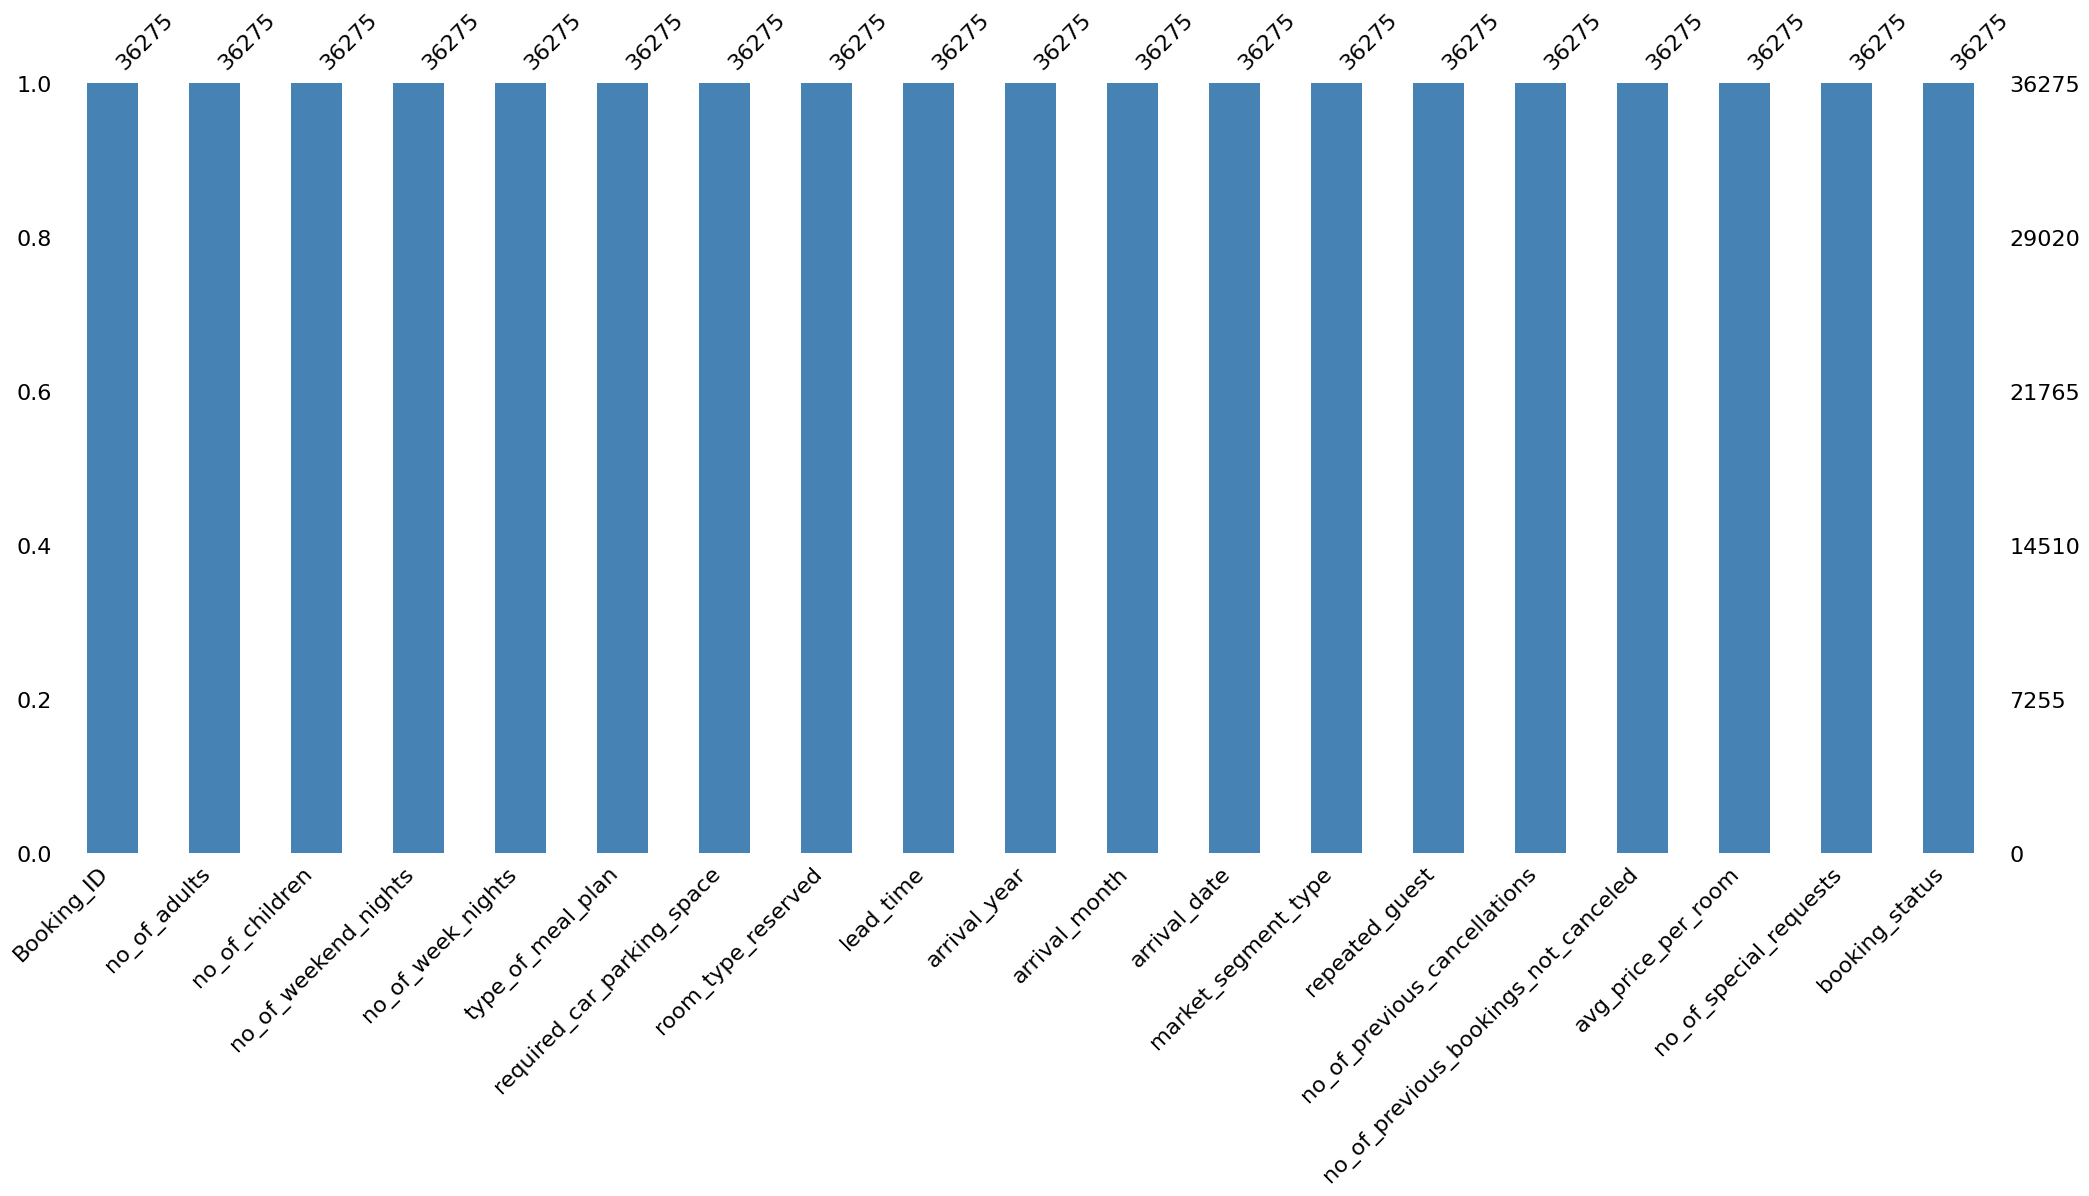 36275 36275 36275 36275 36275 36275 36275 36275 36275 36275 36275 36275 36275 36275 36275 36275 36275 36275 36275
1.0 36275
0.8 29020
0.6 21765
0.4 14510
0.2 7255
0.0 0
Booking_ID
no_of_adults
no_of_children
no_of_weekend_nights
no_of_week_nights
type_of_meal_plan
required_car_parking_space
room_type_reserved
lead_time
arrival_year
arrival_month
arrival_date
market_segment_type
repeated_guest
no_of_previous_cancellations
no_of_previous_bookings_not_canceled
avg_price_per_room
no_of_special_requests
booking_status